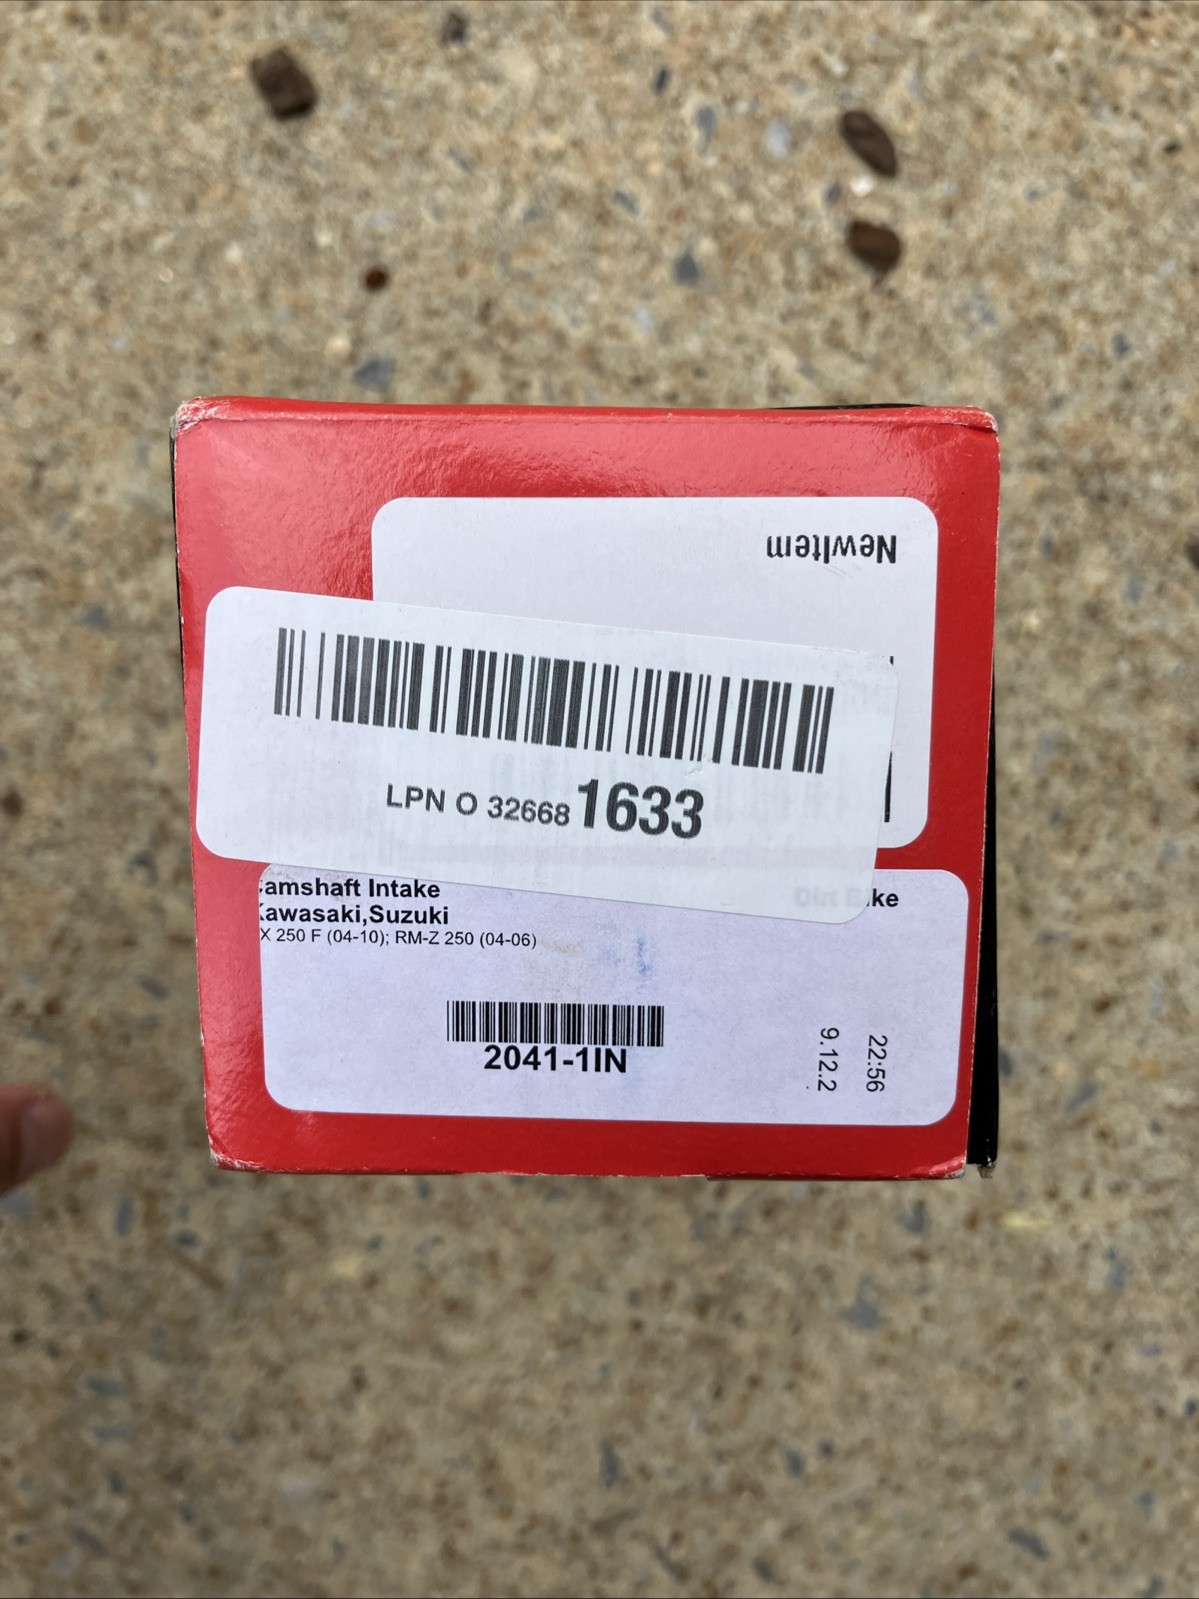 NewItem
LPN O 32668 1633
amshaft Intake
Kawasaki,Suzuki
X 250 F (04-10); RM-Z 250 (04-06)
Dirt Bike
2041-1IN
22:56
9.12.2